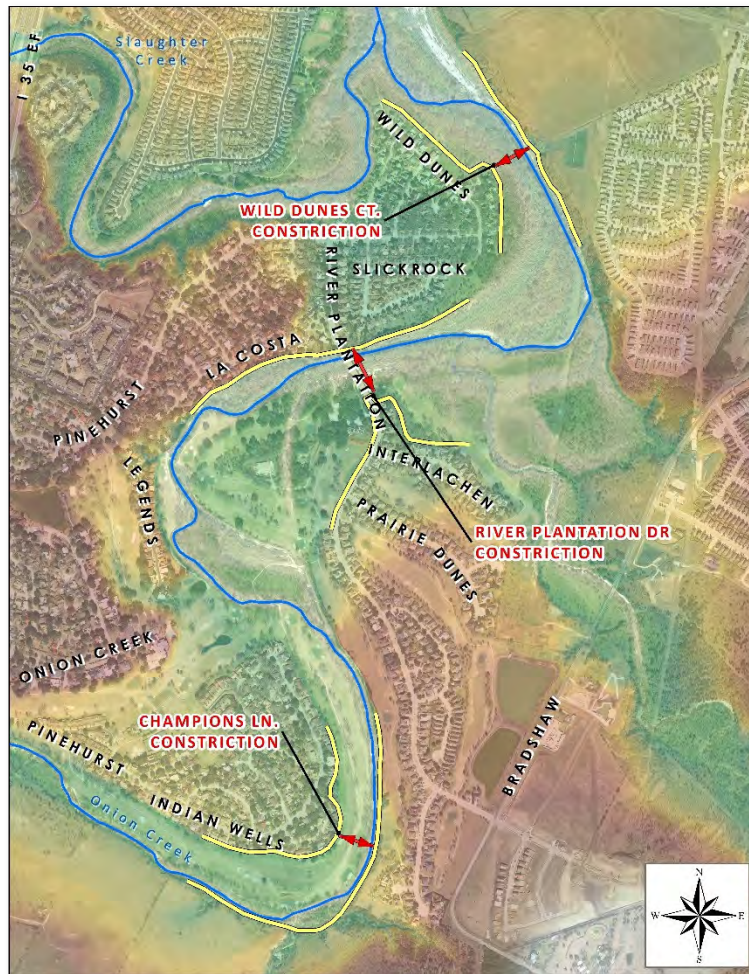 Slaughter
Creek
I 35 EF
WILD DUNES
WILD DUNES CT.
CONSTRICTION
SLICKROCK
RIVER PLANTATION
LA COSTA
PINEHURST
LEGENDS
INTERLACHEN
PRAIRIE DUNES
RIVER PLANTATION DR
CONSTRICTION
ONION CREEK
CHAMPIONS LN.
CONSTRICTION
BRADSHAW
PINEHURST
INDIAN WELLS
Onion Creek
N
W E
S